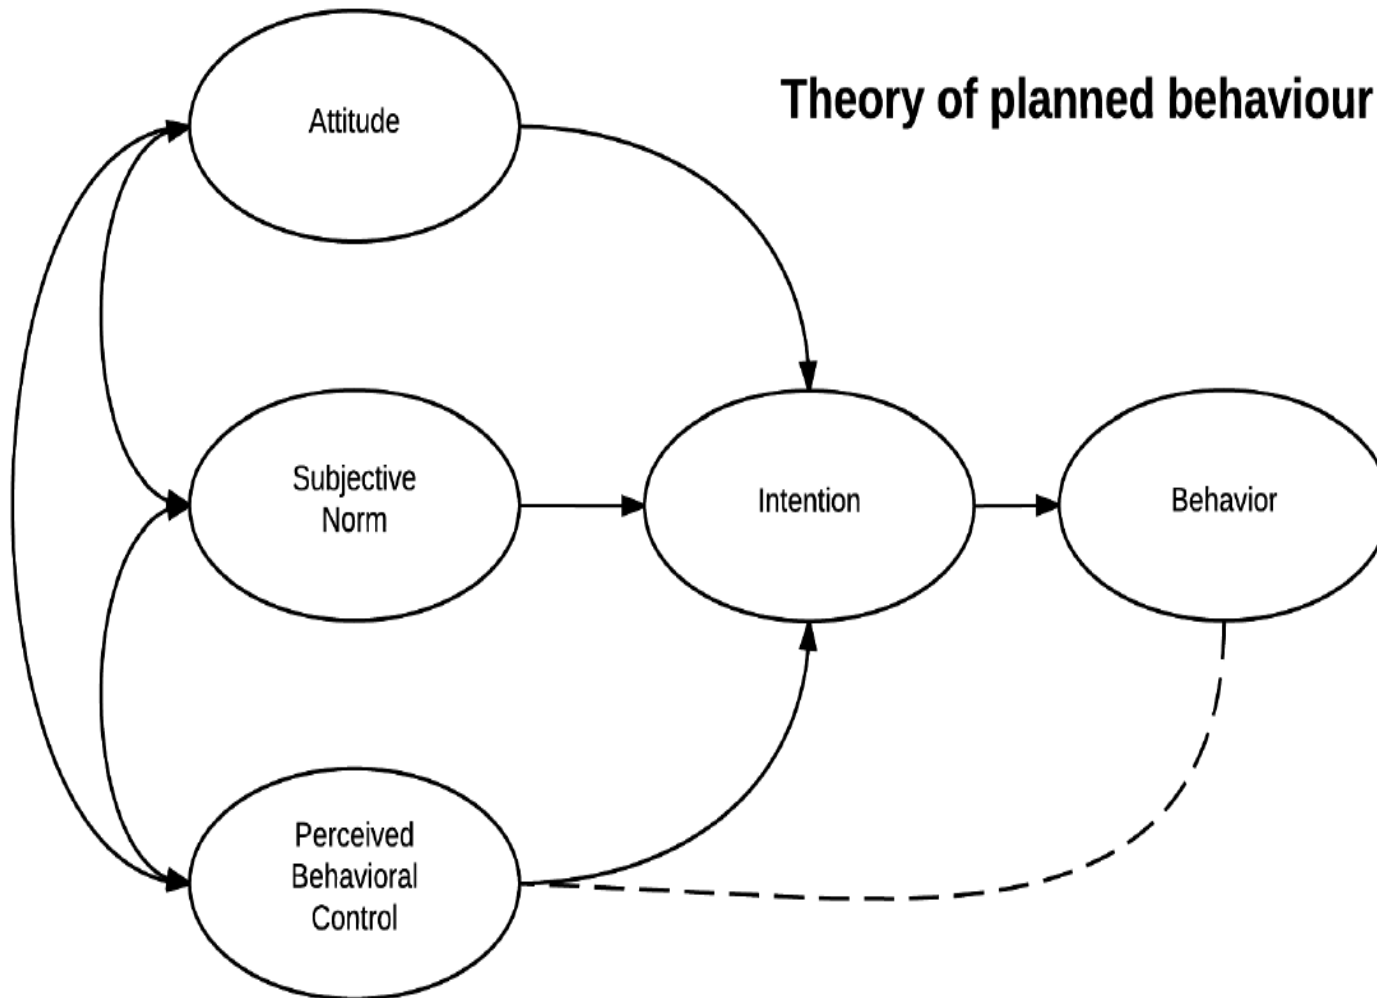 Theory of planned behaviour
Attitude
Subjective
Norm
Intention
Behavior
Perceived
Behavioral
Control